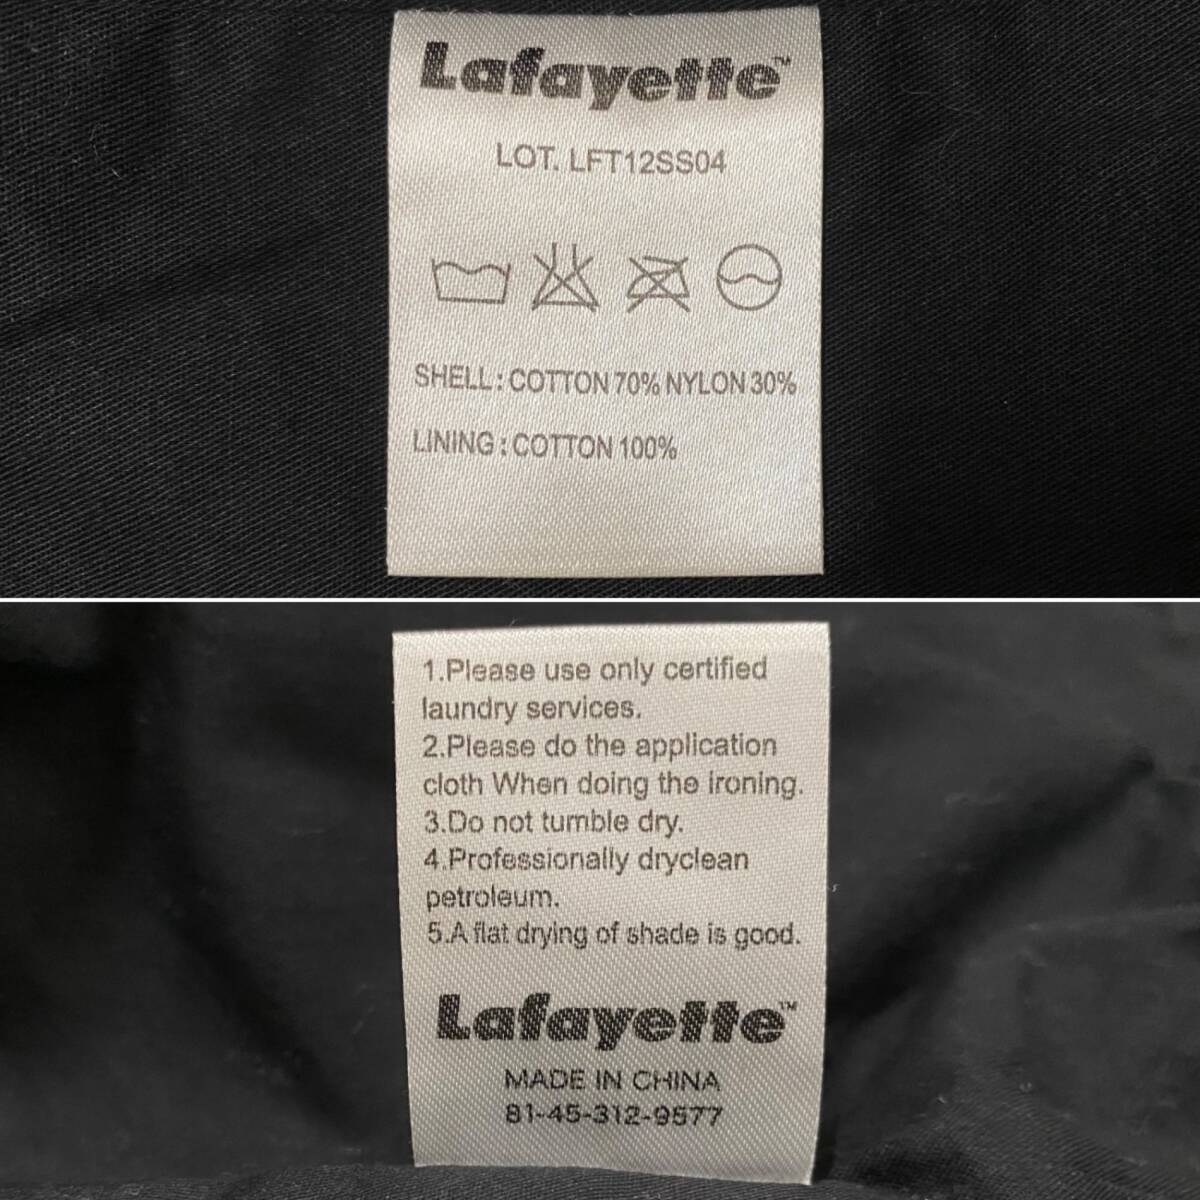 Lafayette™
LOT. LFT12SS04
SHELL : COTTON 70% NYLON 30%
LINING : COTTON 100%
1.Please use only certified
laundry services.
2.Please do the application
cloth When doing the ironing.
3.Do not tumble dry.
4.Professionally dryclean
petroleum.
5.A flat drying of shade is good.
Lafayette™
MADE IN CHINA
81-45-312-9577